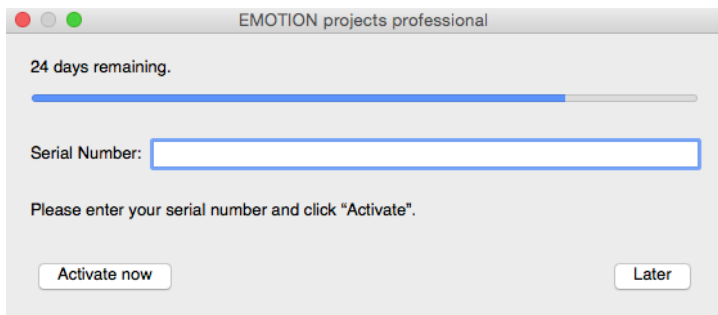 EMOTION projects professional
24 days remaining.
Serial Number:
Please enter your serial number and click “Activate”.
Activate now
Later